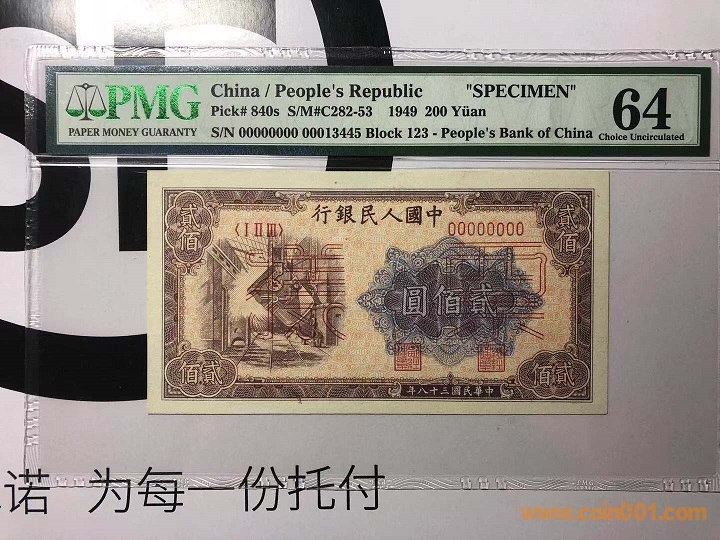 PMG
PAPER MONEY GUARANTY
China / People's Republic "SPECIMEN"
Pick# 840s S/M#C282-53 1949 200 Yüan
S/N 00000000 00013445 Block 123 - People's Bank of China
64
Choice Uncirculated
行銀民人國中
貳佰
貳佰
〈I II III〉
00000000
圓佰貳
佰貳
佰貳
年八十三國民華中
诺 为每一份托付
www.coin001.com